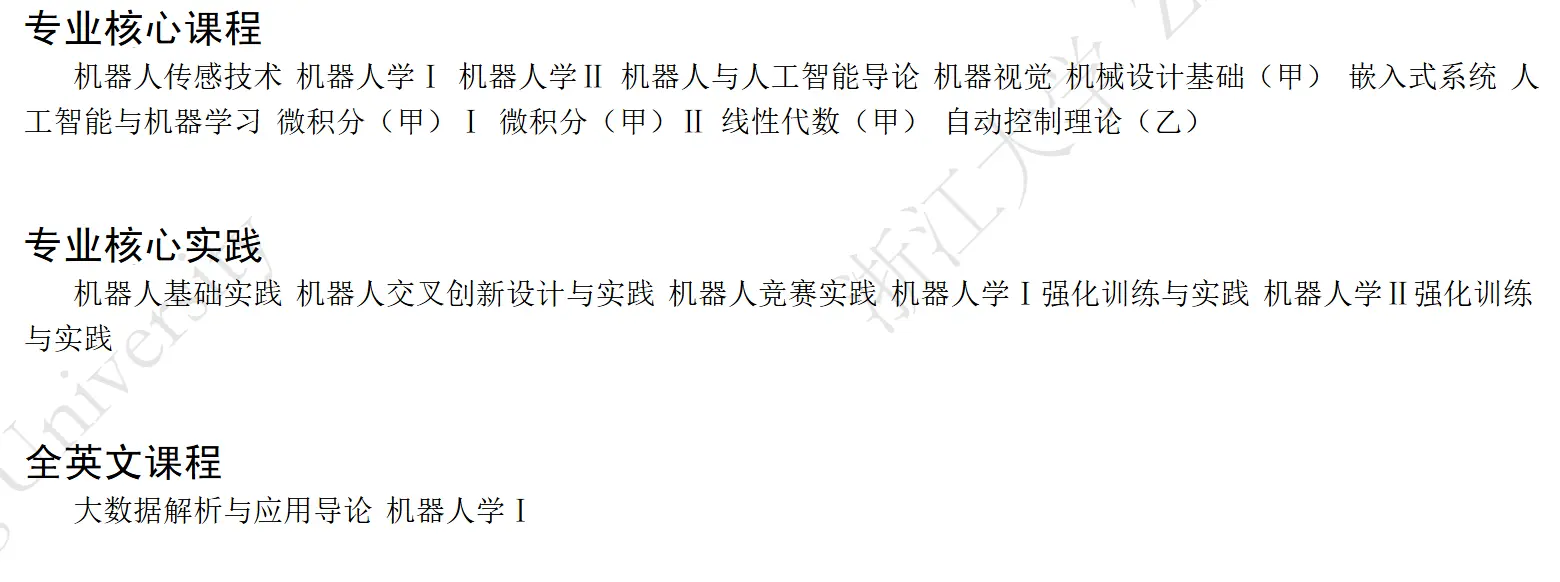 专业核心课程
机器人传感技术 机器人学Ⅰ 机器人学Ⅱ 机器人与人工智能导论 机器视觉 机械设计基础（甲） 嵌入式系统 人
工智能与机器学习 微积分（甲）Ⅰ 微积分（甲）Ⅱ 线性代数（甲） 自动控制理论（乙）
专业核心实践
机器人基础实践 机器人交叉创新设计与实践 机器人竞赛实践 机器人学Ⅰ强化训练与实践 机器人学Ⅱ强化训练
与实践
全英文课程
大数据解析与应用导论 机器人学Ⅰ
浙江大学
University